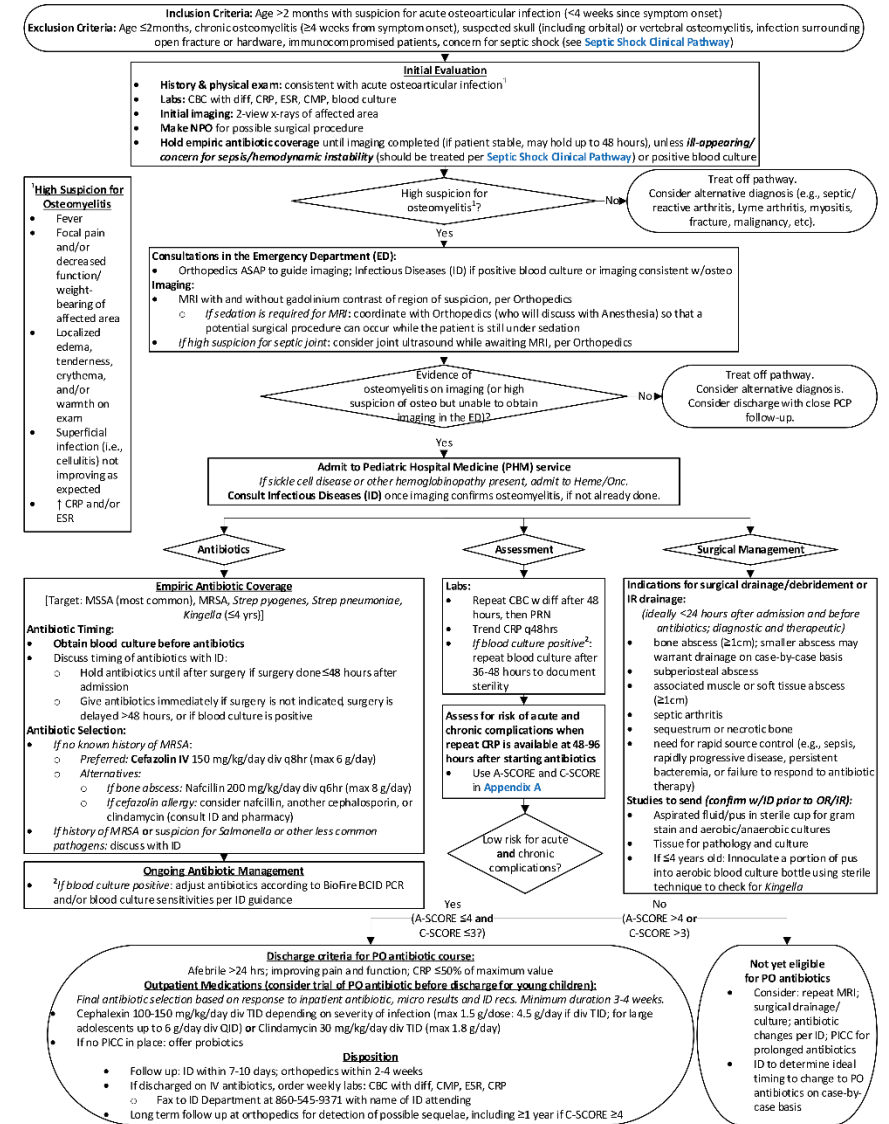 Inclusion Criteria: Age >2 months with suspicion for acute osteoarticular infection (<4 weeks since symptom onset)
Exclusion Criteria: Age ≤2months, chronic osteomyelitis (≥4 weeks from symptom onset), suspected skull (including orbital) or vertebral osteomyelitis, infection surrounding
open fracture or hardware, immunocompromised patients, concern for septic shock (see Septic Shock Clinical Pathway)
Initial Evaluation
• History & physical exam: consistent with acute osteoarticular infection¹
• Labs: CBC with diff, CRP, ESR, CMP, blood culture
• Initial imaging: 2-view x-rays of affected area
• Make NPO for possible surgical procedure
• Hold empiric antibiotic coverage until imaging completed (if patient stable, may hold up to 48 hours), unless ill-appearing/
concern for sepsis/hemodynamic instability (should be treated per Septic Shock Clinical Pathway) or positive blood culture
¹High Suspicion for
Osteomyelitis
• Fever
• Focal pain
and/or
decreased
function/
weight-
bearing of
affected area
• Localized
edema,
tenderness,
erythema,
and/or
warmth on
exam
• Superficial
infection (i.e.,
cellulitis) not
improving as
expected
• ↑ CRP and/or
ESR
High suspicion for
osteomyelitis¹?
No
Treat off pathway.
Consider alternative diagnosis (e.g., septic/
reactive arthritis, Lyme arthritis, myositis,
fracture, malignancy, etc).
Yes
Consultations in the Emergency Department (ED):
• Orthopedics ASAP to guide imaging; Infectious Diseases (ID) if positive blood culture or imaging consistent w/osteo
Imaging:
• MRI with and without gadolinium contrast of region of suspicion, per Orthopedics
○ If sedation is required for MRI: coordinate with Orthopedics (who will discuss with Anesthesia) so that a
potential surgical procedure can occur while the patient is still under sedation
• If high suspicion for septic joint: consider joint ultrasound while awaiting MRI, per Orthopedics
Evidence of
osteomyelitis on imaging (or high
suspicion of osteo but unable to obtain
imaging in the ED)?
No
Treat off pathway.
Consider alternative diagnosis.
Consider discharge with close PCP
follow-up.
Yes
Admit to Pediatric Hospital Medicine (PHM) service
If sickle cell disease or other hemoglobinopathy present, admit to Heme/Onc.
Consult Infectious Diseases (ID) once imaging confirms osteomyelitis, if not already done.
Antibiotics
Empiric Antibiotic Coverage
[Target: MSSA (most common), MRSA, Strep pyogenes, Strep pneumoniae,
Kingella (≤4 yrs)]
Antibiotic Timing:
• Obtain blood culture before antibiotics
• Discuss timing of antibiotics with ID:
○ Hold antibiotics until after surgery if surgery done ≤48 hours after
admission
○ Give antibiotics immediately if surgery is not indicated, surgery is
delayed >48 hours, or if blood culture is positive
Antibiotic Selection:
• If no known history of MRSA:
○ Preferred: Cefazolin IV 150 mg/kg/day div q8hr (max 6 g/day)
○ Alternatives:
▪ If bone abscess: Nafcillin 200 mg/kg/day div q6hr (max 8 g/day)
▪ If cefazolin allergy: consider nafcillin, another cephalosporin, or
clindamycin (consult ID and pharmacy)
• If history of MRSA or suspicion for Salmonella or other less common
pathogens: discuss with ID
Ongoing Antibiotic Management
• ²If blood culture positive: adjust antibiotics according to BioFire BCID PCR
and/or blood culture sensitivities per ID guidance
Assessment
Labs:
• Repeat CBC w diff after 48
hours, then PRN
• Trend CRP q48hrs
• If blood culture positive²:
repeat blood culture after
36-48 hours to document
sterility
Assess for risk of acute and
chronic complications when
repeat CRP is available at 48-96
hours after starting antibiotics
• Use A-SCORE and C-SCORE
in Appendix A
Low risk for acute
and chronic
complications?
Surgical Management
Indications for surgical drainage/debridement or
IR drainage:
(ideally <24 hours after admission and before
antibiotics; diagnostic and therapeutic)
• bone abscess (≥1cm); smaller abscess may
warrant drainage on case-by-case basis
• subperiosteal abscess
• associated muscle or soft tissue abscess
(≥1cm)
• septic arthritis
• sequestrum or necrotic bone
• need for rapid source control (e.g., sepsis,
rapidly progressive disease, persistent
bacteremia, or failure to respond to antibiotic
therapy)
Studies to send (confirm w/ID prior to OR/IR):
• Aspirated fluid/pus in sterile cup for gram
stain and aerobic/anaerobic cultures
• Tissue for pathology and culture
• If ≤4 years old: Innoculate a portion of pus
into aerobic blood culture bottle using sterile
technique to check for Kingella
Yes
(A-SCORE ≤4 and
C-SCORE ≤3?)
No
(A-SCORE >4 or
C-SCORE >3)
Discharge criteria for PO antibiotic course:
Afebrile >24 hrs; improving pain and function; CRP ≤50% of maximum value
Outpatient Medications (consider trial of PO antibiotic before discharge for young children):
Final antibiotic selection based on response to inpatient antibiotic, micro results and ID recs. Minimum duration 3-4 weeks.
• Cephalexin 100-150 mg/kg/day div TID depending on severity of infection (max 1.5 g/dose: 4.5 g/day if div TID; for large
adolescents up to 6 g/day div QID) or Clindamycin 30 mg/kg/day div TID (max 1.8 g/day)
• If no PICC in place: offer probiotics
Disposition
• Follow up: ID within 7-10 days; orthopedics within 2-4 weeks
• If discharged on IV antibiotics, order weekly labs: CBC with diff, CMP, ESR, CRP
○ Fax to ID Department at 860-545-9371 with name of ID attending
• Long term follow up at orthopedics for detection of possible sequelae, including ≥1 year if C-SCORE ≥4
Not yet eligible
for PO antibiotics
• Consider: repeat MRI;
surgical drainage/
culture; antibiotic
changes per ID; PICC for
prolonged antibiotics
• ID to determine ideal
timing to change to PO
antibiotics on case-by-
case basis